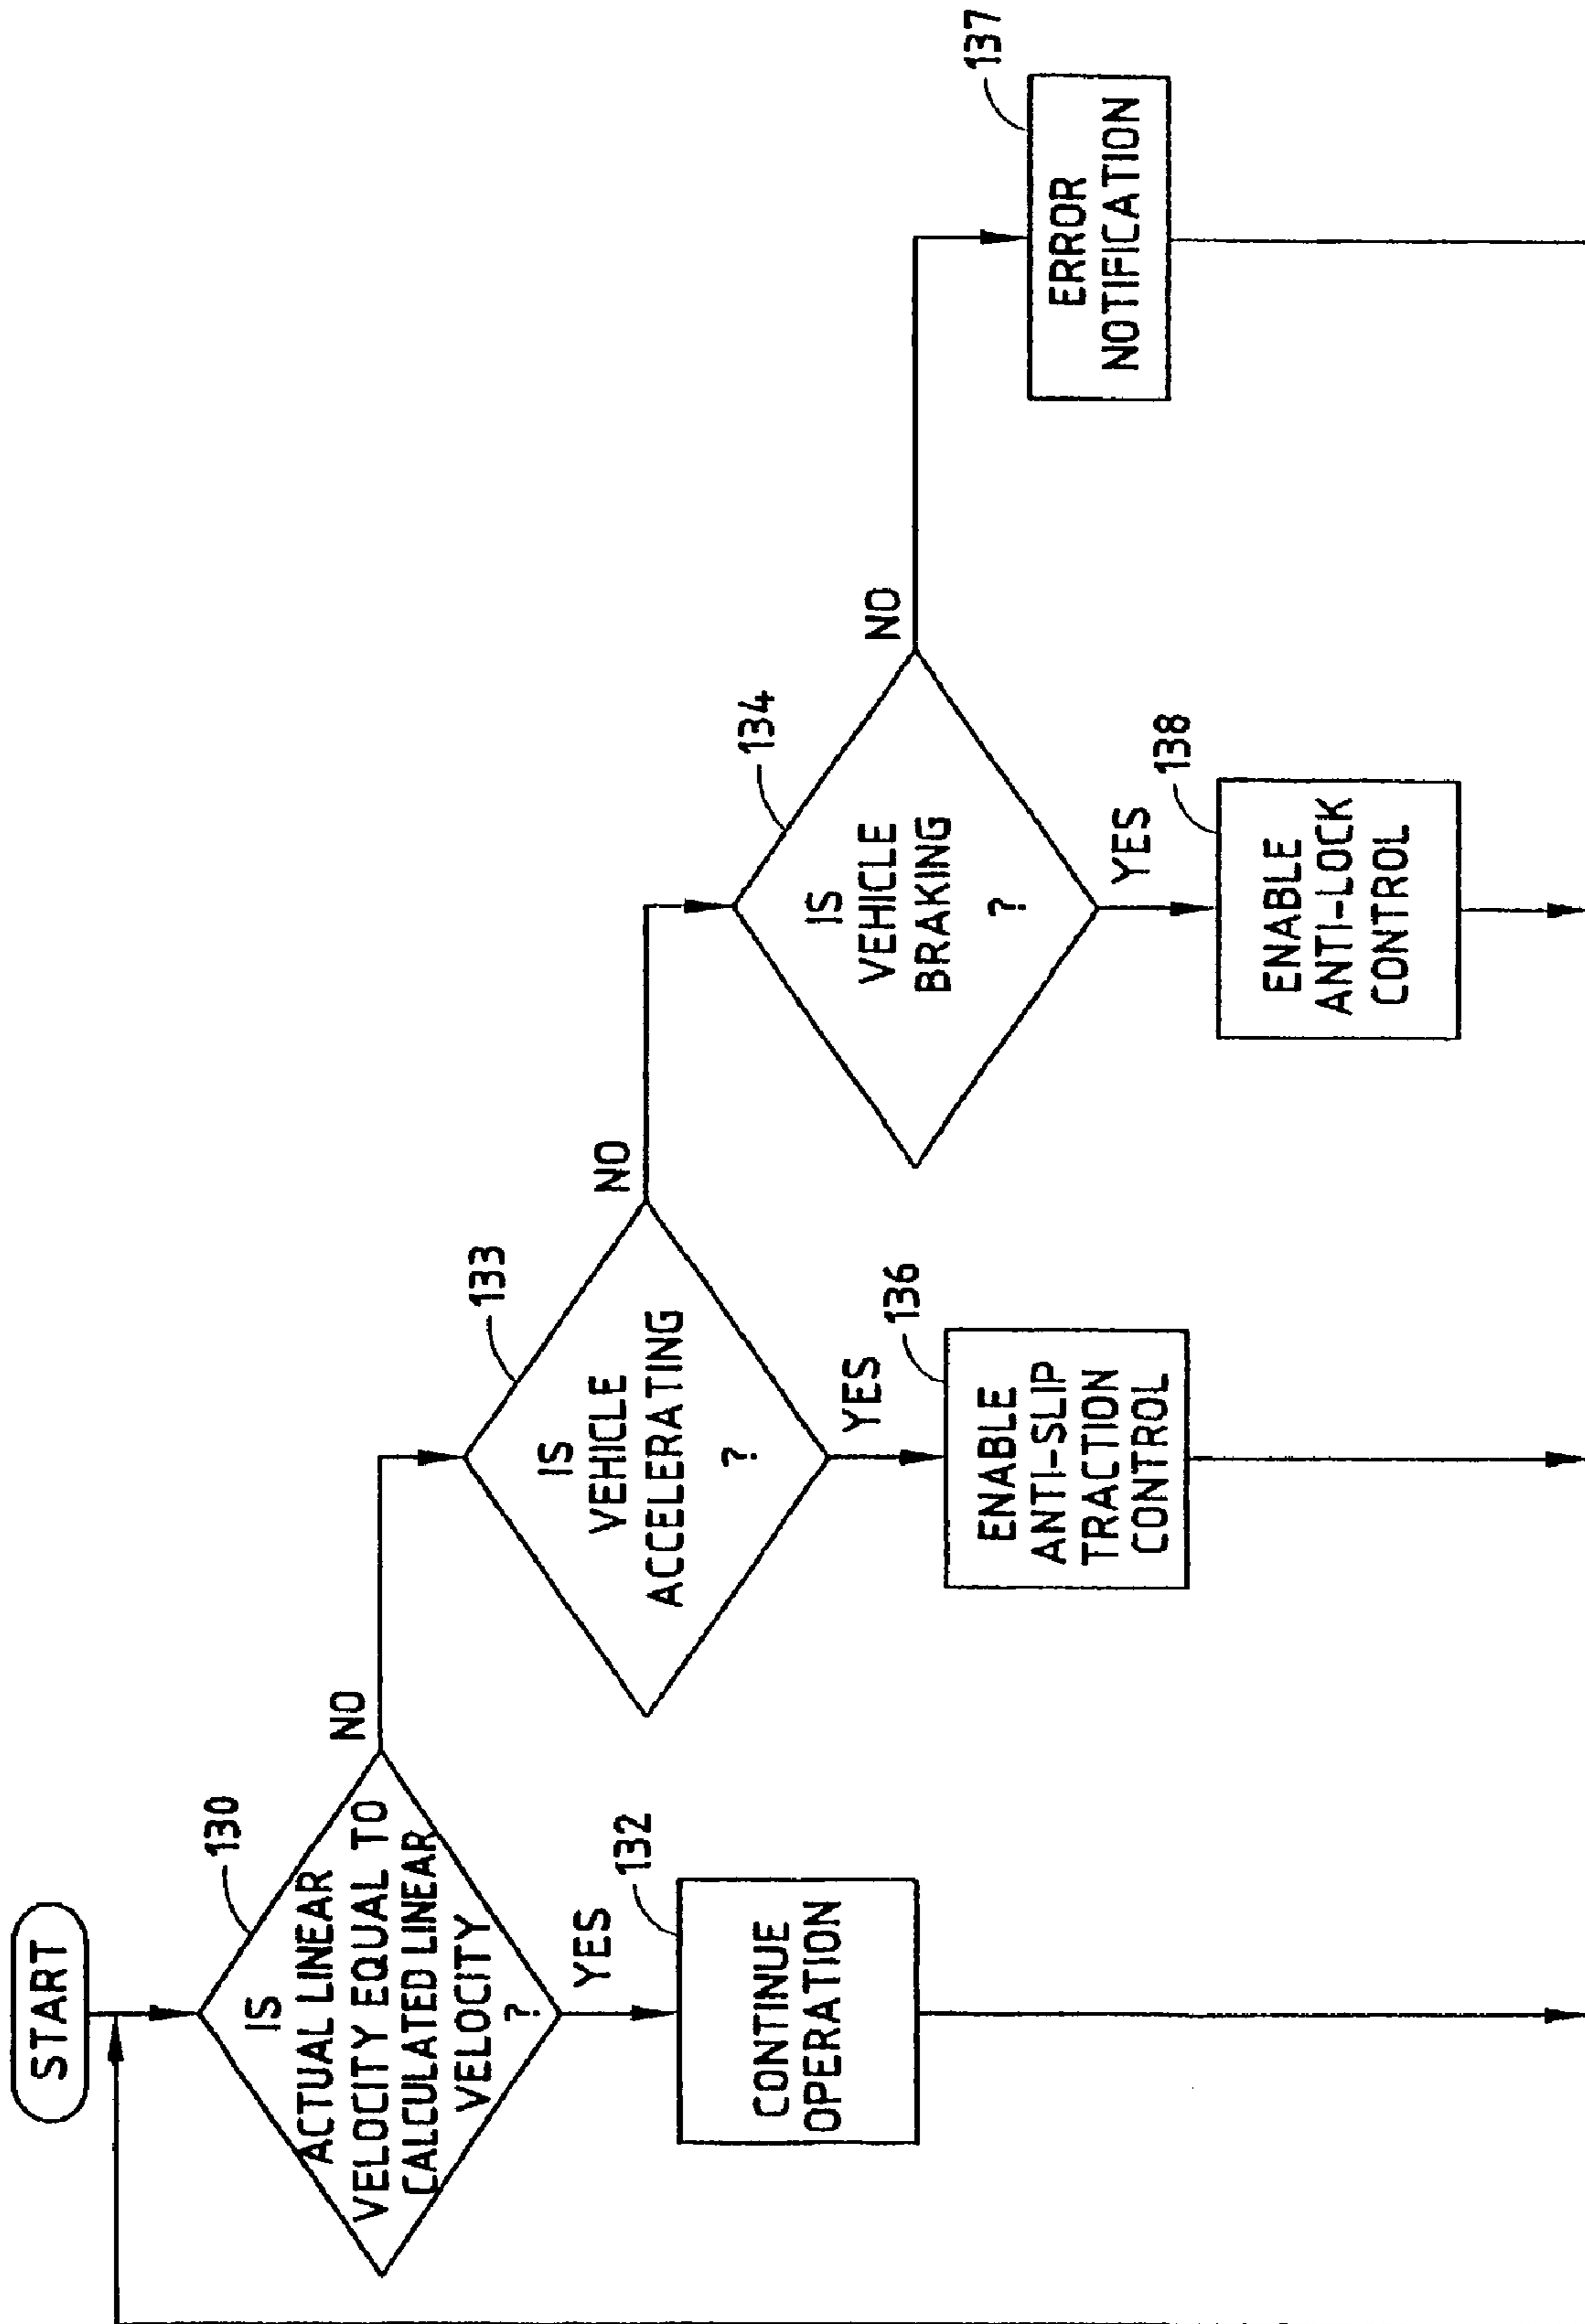 START
130
IS
ACTUAL LINEAR
VELOCITY EQUAL TO
CALCULATED LINEAR
VELOCITY
?
NO
YES
132
CONTINUE
OPERATION
133
IS
VEHICLE
ACCELERATING
?
NO
YES
136
ENABLE
ANTI-SLIP
TRACTION
CONTROL
134
IS
VEHICLE
BRAKING
?
NO
YES
138
ENABLE
ANTI-LOCK
CONTROL
137
ERROR
NOTIFICATION